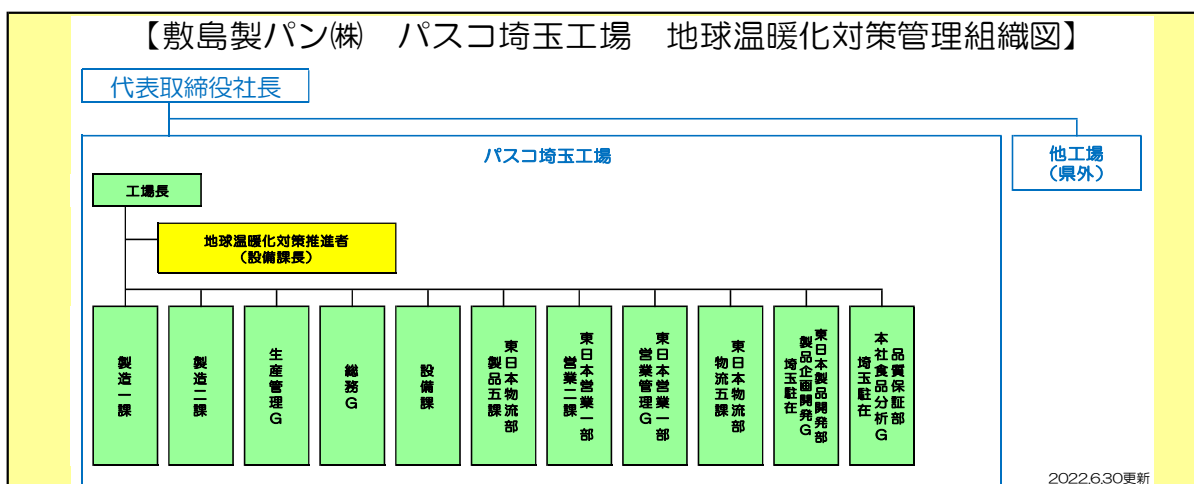 【敷島製パン㈱　パスコ埼玉工場　地球温暖化対策管理組織図】
代表取締役社長
パスコ埼玉工場
他工場
（県外）
工場長
地球温暖化対策推進者
（設備課長）
製造一課
製造二課
生産管理G
総務G
設備課
東日本物流部
製品五課
東日本営業一部
営業二課
東日本営業一部
営業管理G
東日本物流部
物流五課
東日本製品開発部
製品企画開発G
埼玉駐在
品質保証部
本社食品分析G
埼玉駐在
2022.6.30更新